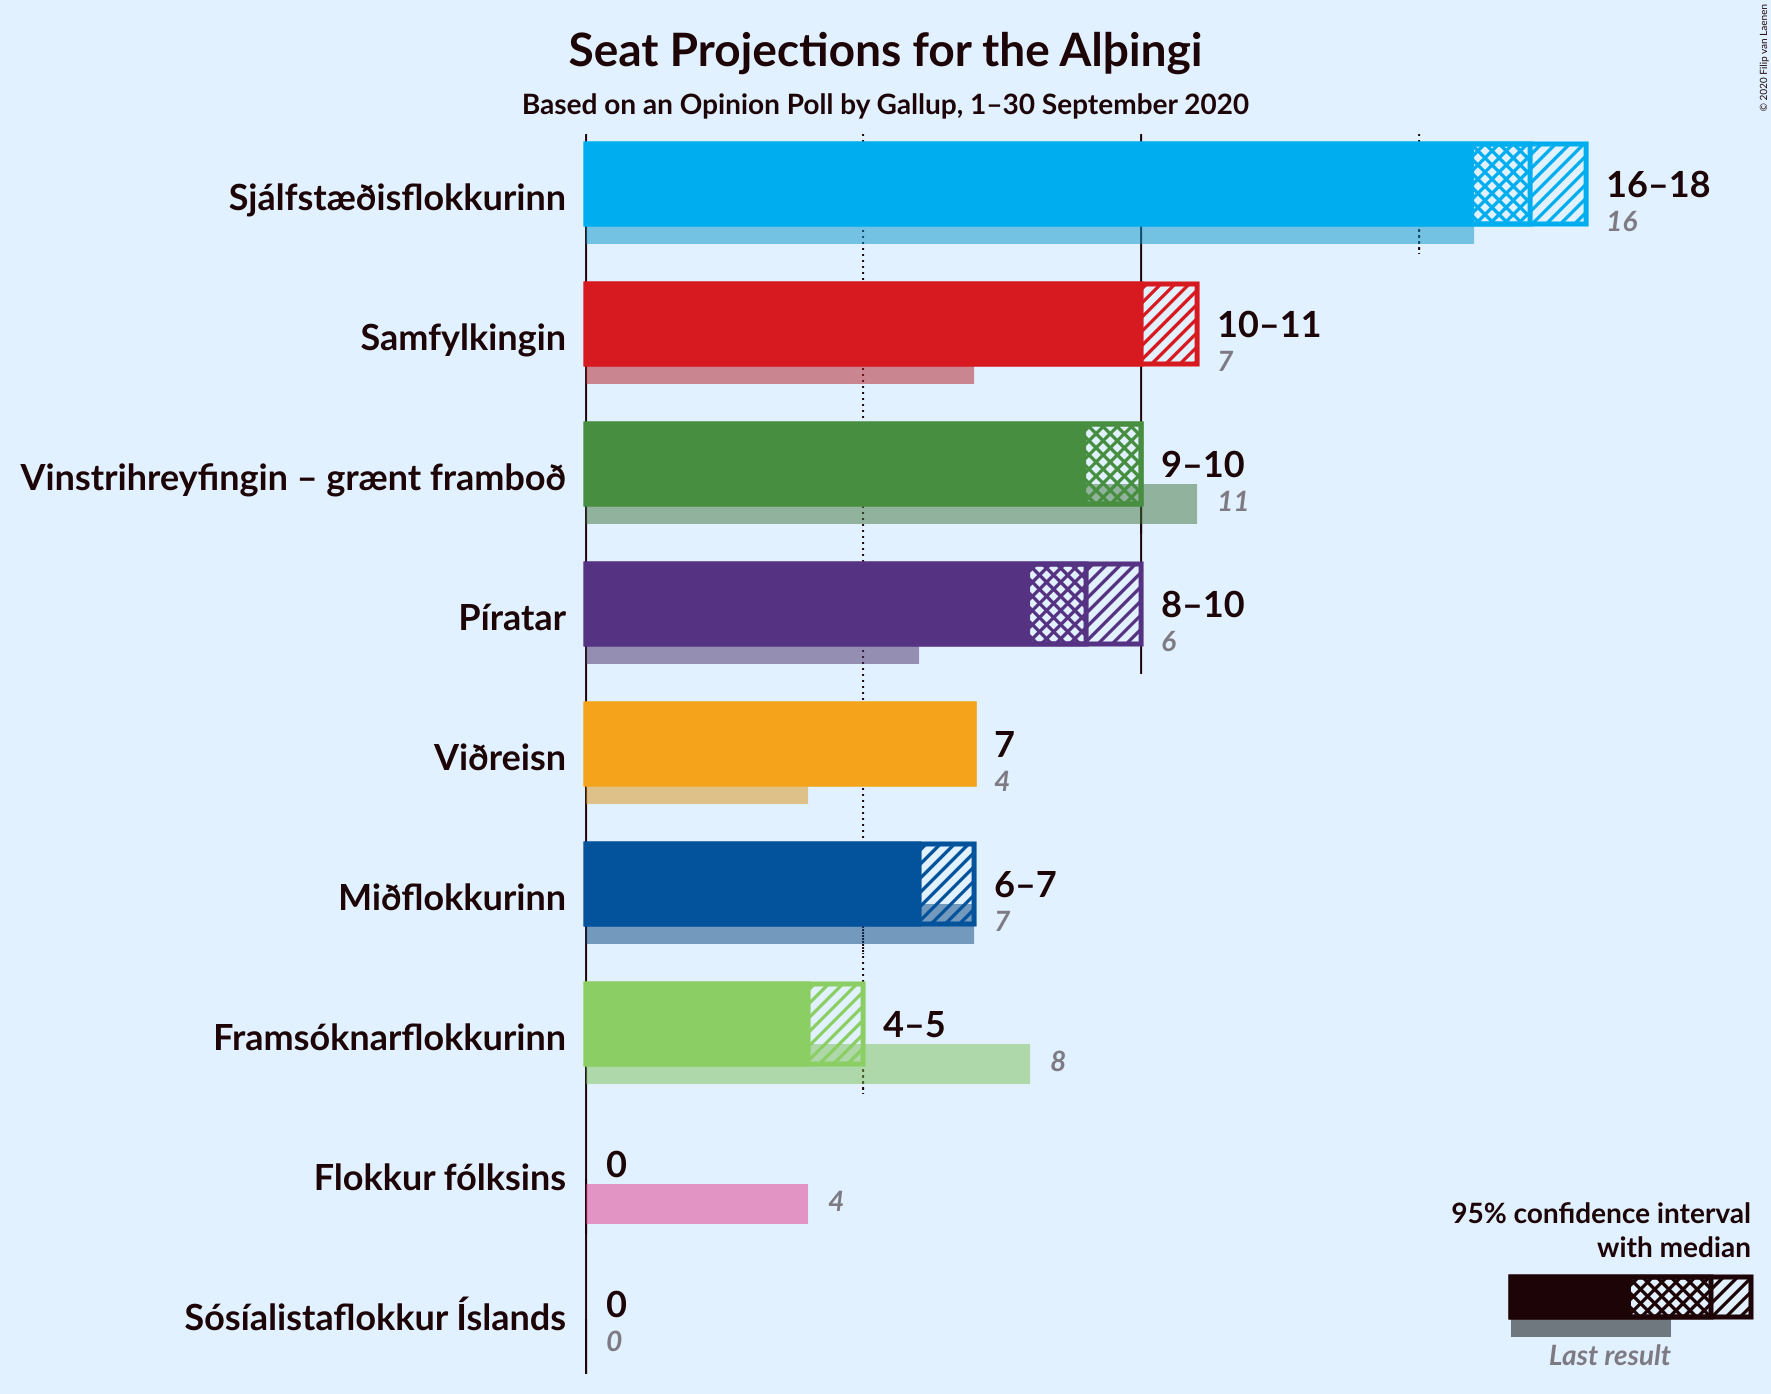 Seat Projections for the Alþingi
Based on an Opinion Poll by Gallup, 1–30 September 2020
© 2020 Filip van Laenen
Sjálfstæðisflokkurinn
16–18
16
Samfylkingin
10–11
7
Vinstrihreyfingin – grænt framboð
9–10
11
Píratar
8–10
6
Viðreisn
7
4
Miðflokkurinn
6–7
7
Framsóknarflokkurinn
4–5
8
Flokkur fólksins
0
4
Sósíalistaflokkur Íslands
0
0
95% confidence interval
with median
Last result